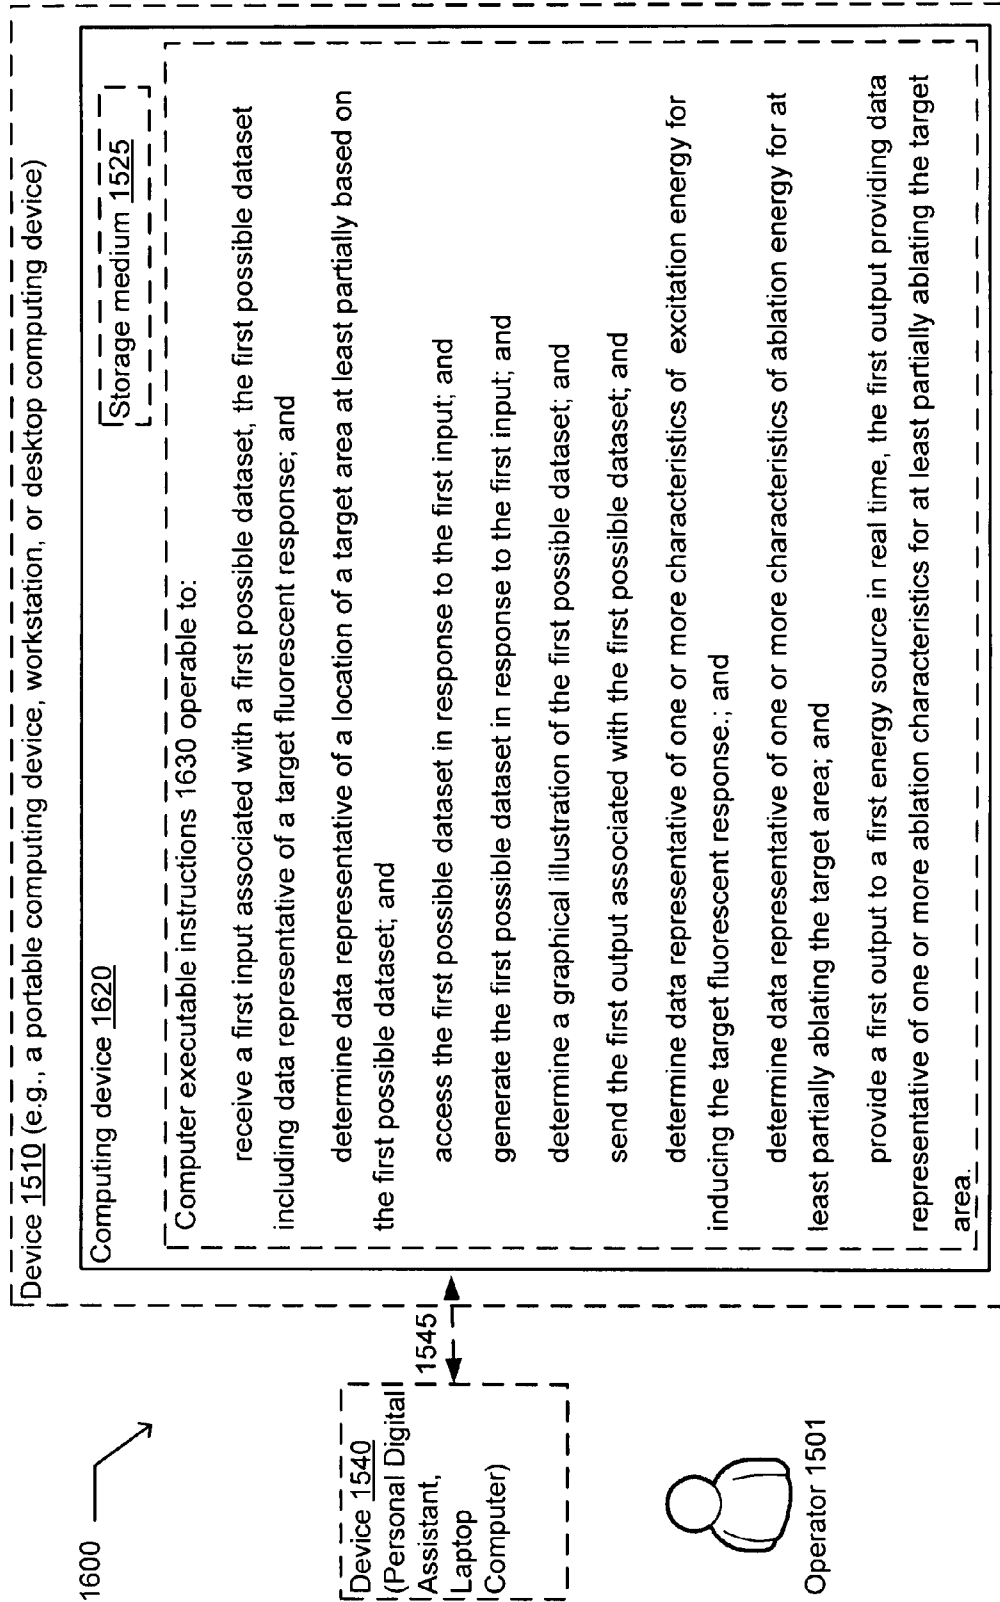 1600
Device 1510 (e.g., a portable computing device, workstation, or desktop computing device)
Computing device 1620
Storage medium 1525
Computer executable instructions 1630 operable to:
receive a first input associated with a first possible dataset, the first possible dataset
including data representative of a target fluorescent response; and
determine data representative of a location of a target area at least partially based on
the first possible dataset; and
access the first possible dataset in response to the first input; and
generate the first possible dataset in response to the first input; and
determine a graphical illustration of the first possible dataset; and
send the first output associated with the first possible dataset; and
determine data representative of one or more characteristics of excitation energy for
inducing the target fluorescent response.; and
determine data representative of one or more characteristics of ablation energy for at
least partially ablating the target area; and
provide a first output to a first energy source in real time, the first output providing data
representative of one or more ablation characteristics for at least partially ablating the target
area.
1545
Device 1540
(Personal Digital
Assistant,
Laptop
Computer)
Operator 1501